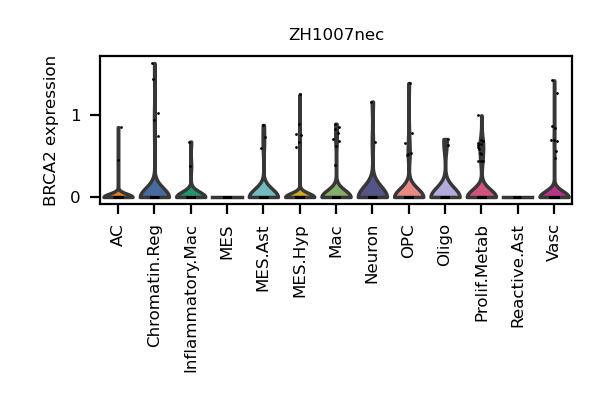 ZH1007nec
BRCA2 expression
1
0
AC
Chromatin.Reg
Inflammatory.Mac
MES
MES.Ast
MES.Hyp
Mac
Neuron
OPC
Oligo
Prolif.Metab
Reactive.Ast
Vasc